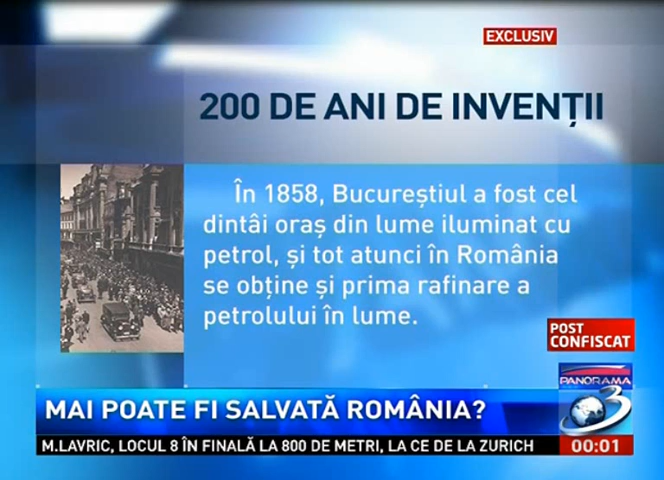 EXCLUSIV
200 DE ANI DE INVENȚII
În 1858, Bucureștiul a fost cel
dintâi oraș din lume iluminat cu
petrol, și tot atunci în România
se obține și prima rafinare a
petrolului în lume.
POST
CONFISCAT
PANORAMA
3
MAI POATE FI SALVATĂ ROMÂNIA?
M.LAVRIC, LOCUL 8 ÎN FINALĂ LA 800 DE METRI, LA CE DE LA ZURICH
00:01